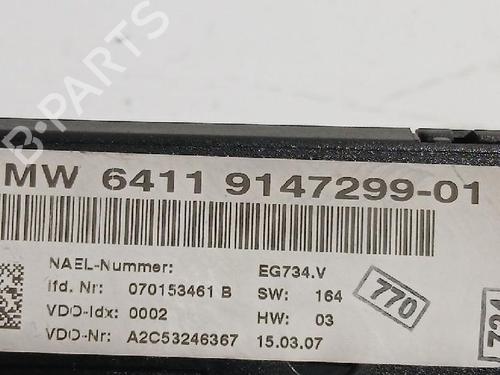 MW 6411 9147299-01
NAEL-Nummer: EG734.V
lfd. Nr: 070153461 B SW: 164
VDO-Idx: 0002 HW: 03
VDO-Nr: A2C53246367 15.03.07
770
B-PARTS